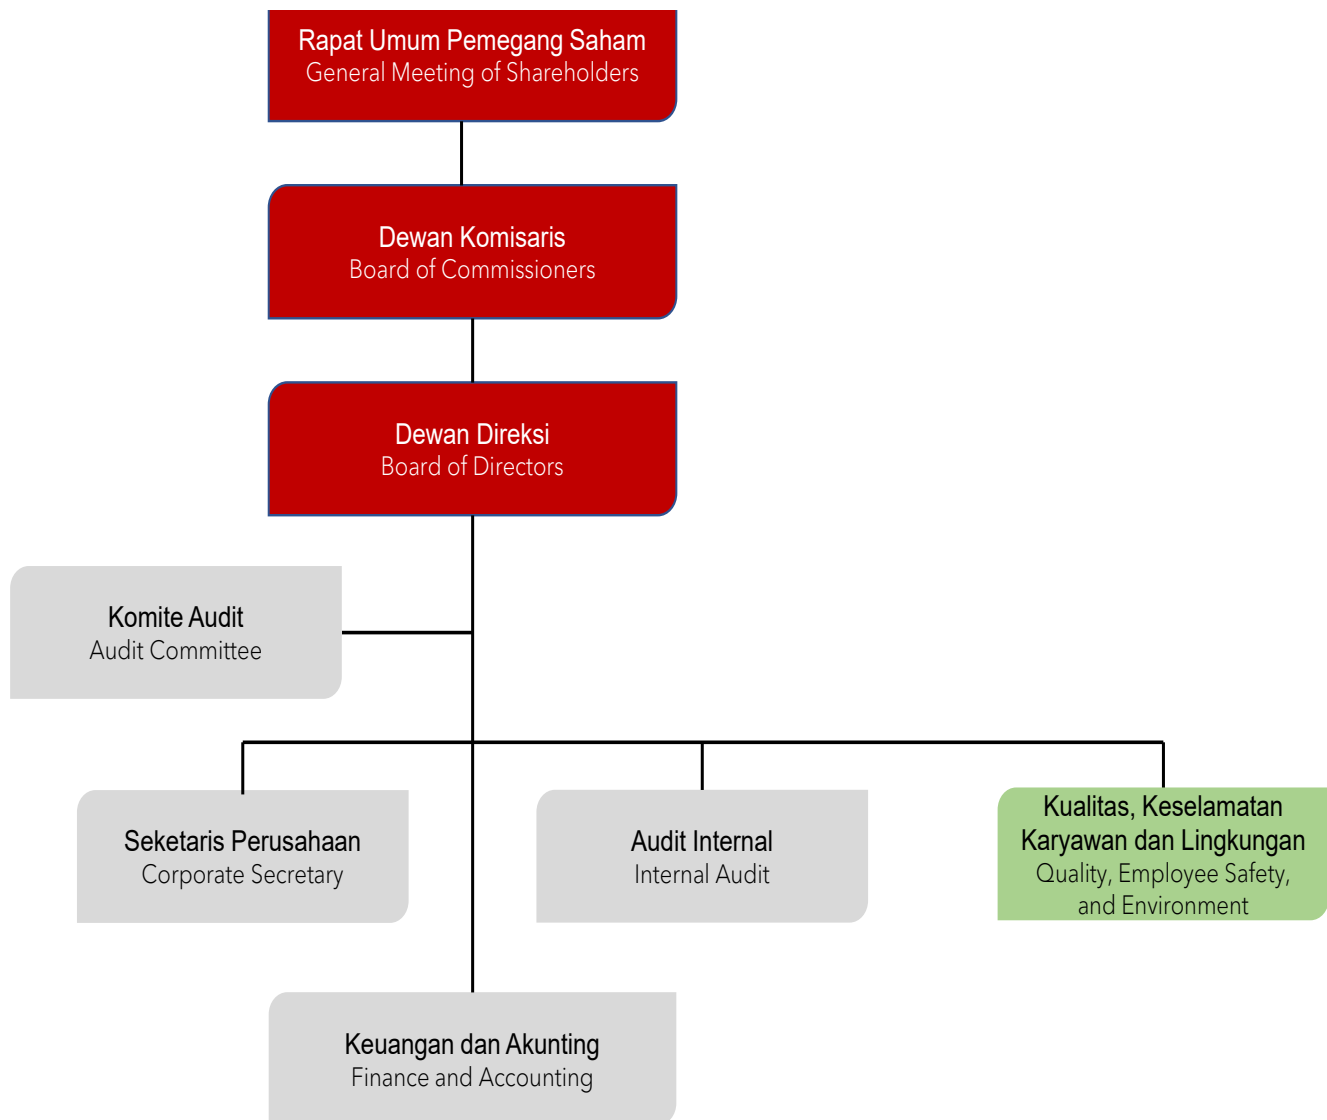 Rapat Umum Pemegang Saham
General Meeting of Shareholders
Dewan Komisaris
Board of Commissioners
Dewan Direksi
Board of Directors
Komite Audit
Audit Committee
Seketaris Perusahaan
Corporate Secretary
Audit Internal
Internal Audit
Kualitas, Keselamatan
Karyawan dan Lingkungan
Quality, Employee Safety,
and Environment
Keuangan dan Akunting
Finance and Accounting